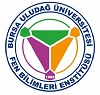 BURSA ULUDAĞ ÜNİVERSİTESİ
FEN BİLİMLERİ ENSTİTÜSÜ